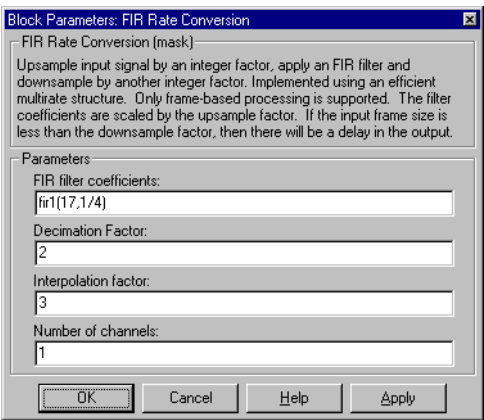 Block Parameters: FIR Rate Conversion
FIR Rate Conversion (mask)
Upsample input signal by an integer factor, apply an FIR filter and
downsample by another integer factor. Implemented using an efficient
multirate structure. Only frame-based processing is supported. The filter
coefficients are scaled by the upsample factor. If the input frame size is
less than the downsample factor, then there will be a delay in the output.
Parameters
FIR filter coefficients:
fir1(17,1/4)
Decimation Factor:
2
Interpolation factor:
3
Number of channels:
1
OK Cancel Help Apply